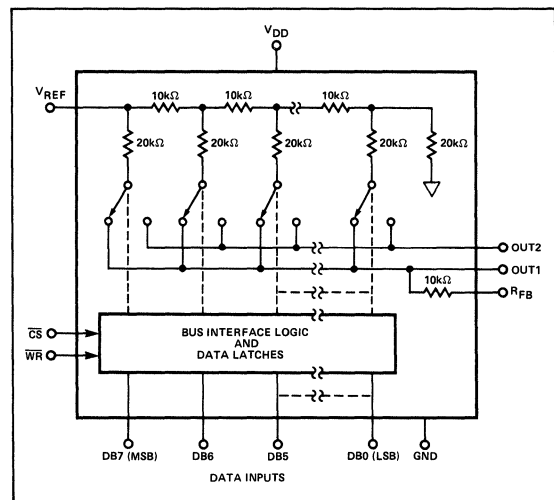 VDD
VREF
10kΩ 10kΩ 10kΩ
20kΩ 20kΩ 20kΩ 20kΩ 20kΩ
OUT2
OUT1
10kΩ
RFB
CS
WR
BUS INTERFACE LOGIC
AND
DATA LATCHES
DB7 (MSB) DB6 DB5 DB0 (LSB) GND
DATA INPUTS